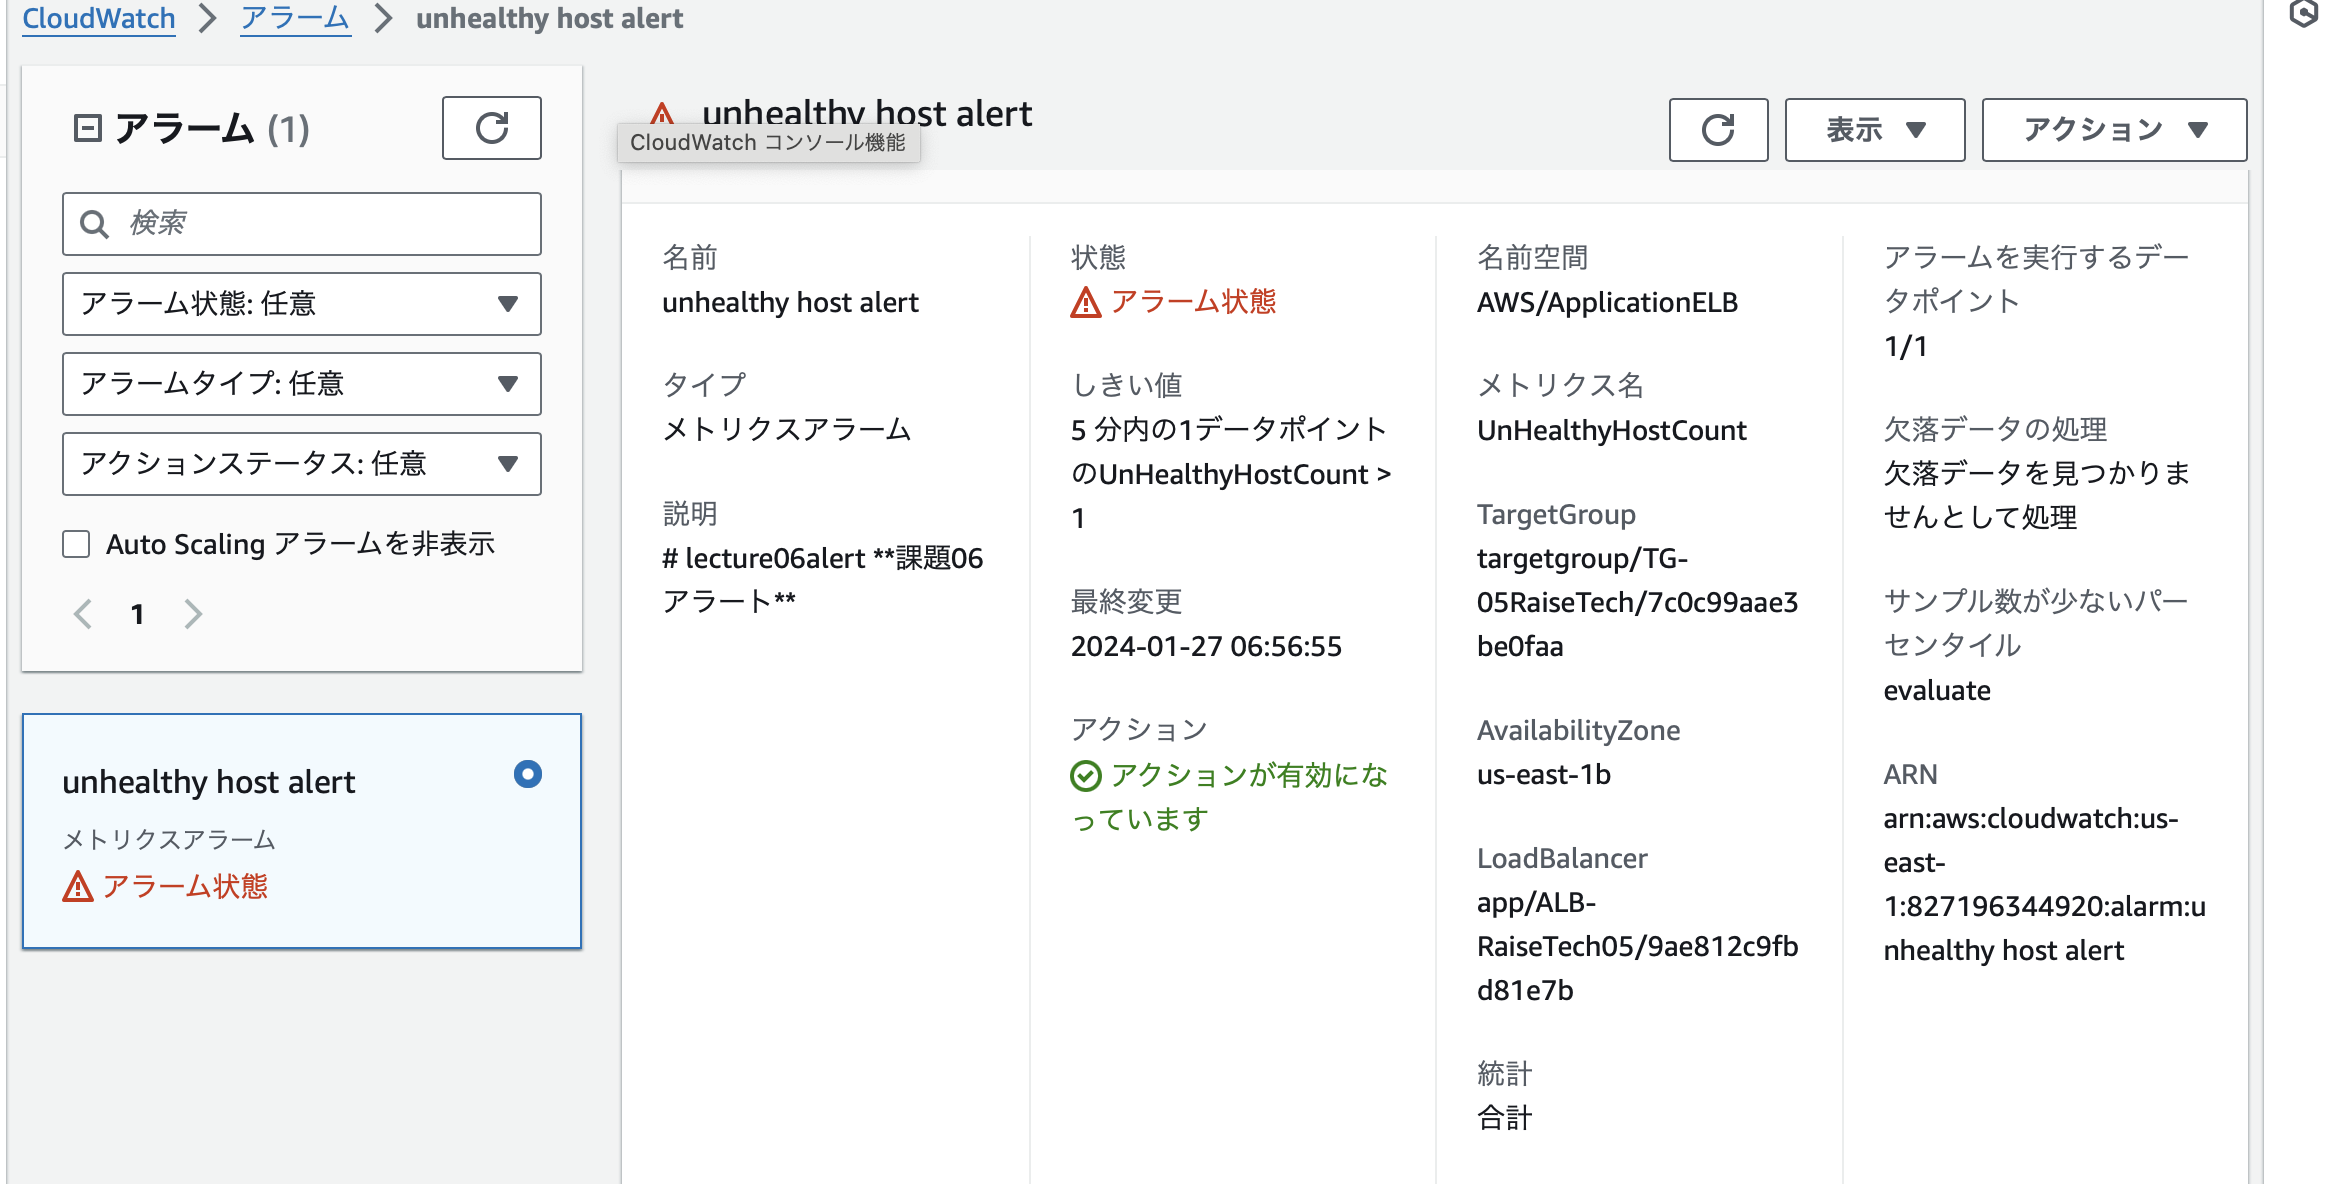 CloudWatch
アラーム
unhealthy host alert
アラーム (1)
検索
アラーム状態: 任意
アラームタイプ: 任意
アクションステータス: 任意
Auto Scaling アラームを非表示
1
unhealthy host alert
メトリクスアラーム
アラーム状態
unhealthy host alert
CloudWatch コンソール機能
表示
アクション
名前
unhealthy host alert
タイプ
メトリクスアラーム
説明
# lecture06alert **課題06
アラート**
状態
アラーム状態
しきい値
5 分内の1データポイント
のUnHealthyHostCount >
1
最終変更
2024-01-27 06:56:55
アクション
アクションが有効にな
っています
名前空間
AWS/ApplicationELB
メトリクス名
UnHealthyHostCount
TargetGroup
targetgroup/TG-
05RaiseTech/7c0c99aae3
be0faa
AvailabilityZone
us-east-1b
LoadBalancer
app/ALB-
RaiseTech05/9ae812c9fb
d81e7b
統計
合計
アラームを実行するデー
タポイント
1/1
欠落データの処理
欠落データを見つかりま
せんとして処理
サンプル数が少ないパー
センタイル
evaluate
ARN
arn:aws:cloudwatch:us-
east-
1:827196344920:alarm:u
nhealthy host alert